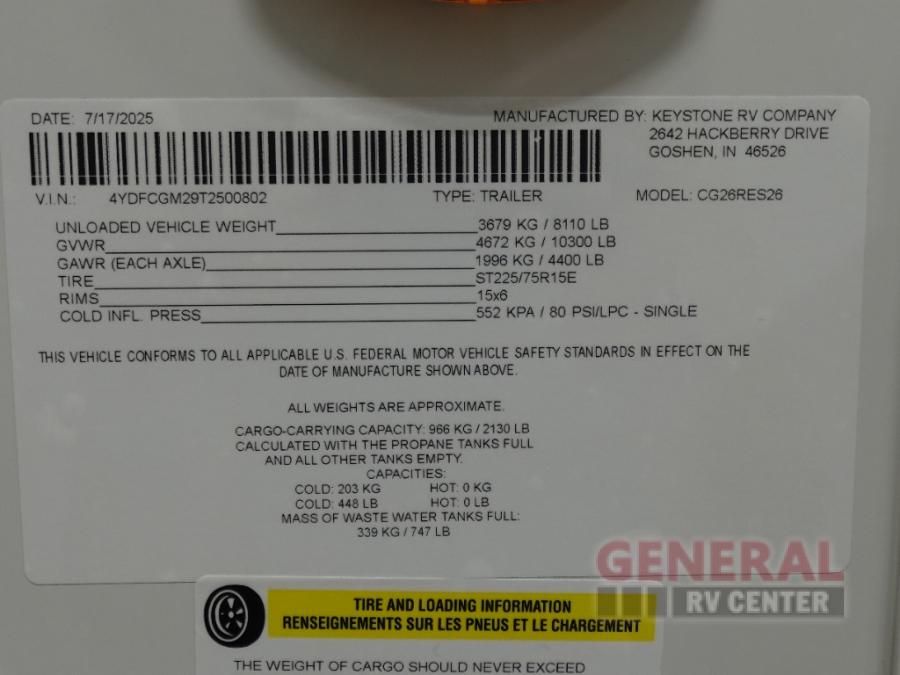 DATE: 7/17/2025
MANUFACTURED BY: KEYSTONE RV COMPANY
2642 HACKBERRY DRIVE
GOSHEN, IN 46526
V.I.N.: 4YDFCGM29T2500802 TYPE: TRAILER MODEL: CG26RES26
UNLOADED VEHICLE WEIGHT 3679 KG / 8110 LB
GVWR 4672 KG / 10300 LB
GAWR (EACH AXLE) 1996 KG / 4400 LB
TIRE ST225/75R15E
RIMS 15x6
COLD INFL. PRESS 552 KPA / 80 PSI/LPC - SINGLE
THIS VEHICLE CONFORMS TO ALL APPLICABLE U.S. FEDERAL MOTOR VEHICLE SAFETY STANDARDS IN EFFECT ON THE
DATE OF MANUFACTURE SHOWN ABOVE.
ALL WEIGHTS ARE APPROXIMATE.
CARGO-CARRYING CAPACITY: 966 KG / 2130 LB
CALCULATED WITH THE PROPANE TANKS FULL
AND ALL OTHER TANKS EMPTY.
CAPACITIES:
COLD: 203 KG HOT: 0 KG
COLD: 448 LB HOT: 0 LB
MASS OF WASTE WATER TANKS FULL:
339 KG / 747 LB
GENERAL
RV CENTER
TIRE AND LOADING INFORMATION
RENSEIGNEMENTS SUR LES PNEUS ET LE CHARGEMENT
THE WEIGHT OF CARGO SHOULD NEVER EXCEED